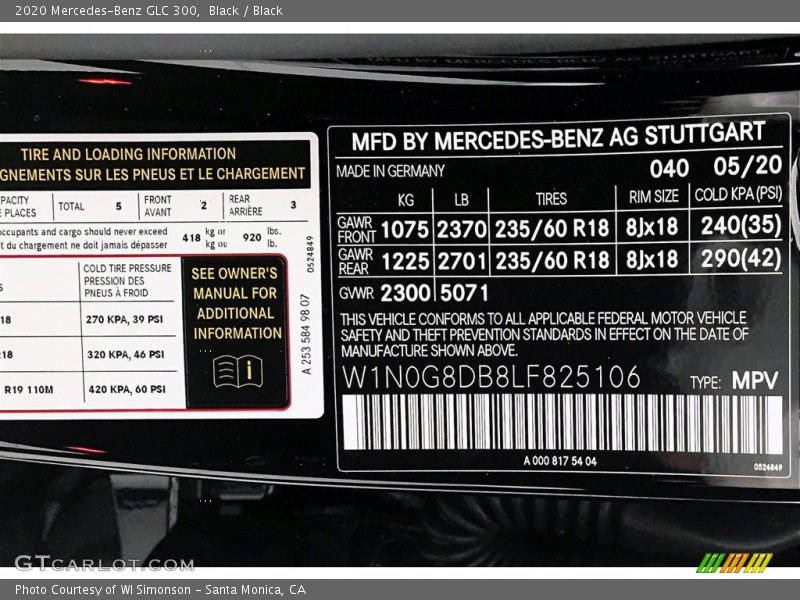 2020 Mercedes-Benz GLC 300, Black / Black
TIRE AND LOADING INFORMATION
GNEMENTS SUR LES PNEUS ET LE CHARGEMENT
PACITY
PLACES
TOTAL 5
FRONT
AVANT
2
REAR
ARRIÈRE
3
occupants and cargo should never exceed
t du chargement ne doit jamais dépasser
418 kg or
kg ou
920 lbs.
lb.
COLD TIRE PRESSURE
PRESSION DES
PNEUS À FROID
18 270 KPA, 39 PSI
18 320 KPA, 46 PSI
R19 110M 420 KPA, 60 PSI
SEE OWNER'S
MANUAL FOR
ADDITIONAL
INFORMATION
A 253 584 98 07
0524849
MFD BY MERCEDES-BENZ AG STUTTGART
MADE IN GERMANY 040 05/20
KG LB TIRES RIM SIZE COLD KPA(PSI)
GAWR
FRONT 1075 2370 235/60 R18 8Jx18 240(35)
GAWR
REAR 1225 2701 235/60 R18 8Jx18 290(42)
GVWR 2300 5071
THIS VEHICLE CONFORMS TO ALL APPLICABLE FEDERAL MOTOR VEHICLE
SAFETY AND THEFT PREVENTION STANDARDS IN EFFECT ON THE DATE OF
MANUFACTURE SHOWN ABOVE.
W1N0G8DB8LF825106 TYPE: MPV
A 000 817 54 04
0524849
GTCARLOT.COM
Photo Courtesy of WI Simonson - Santa Monica, CA